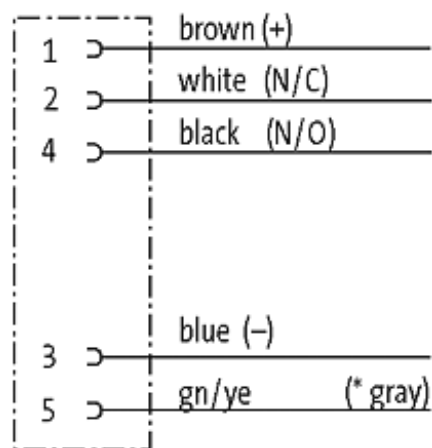 1 brown (+)
2 white (N/C)
4 black (N/O)
3 blue (–)
5 gn/ye (* gray)